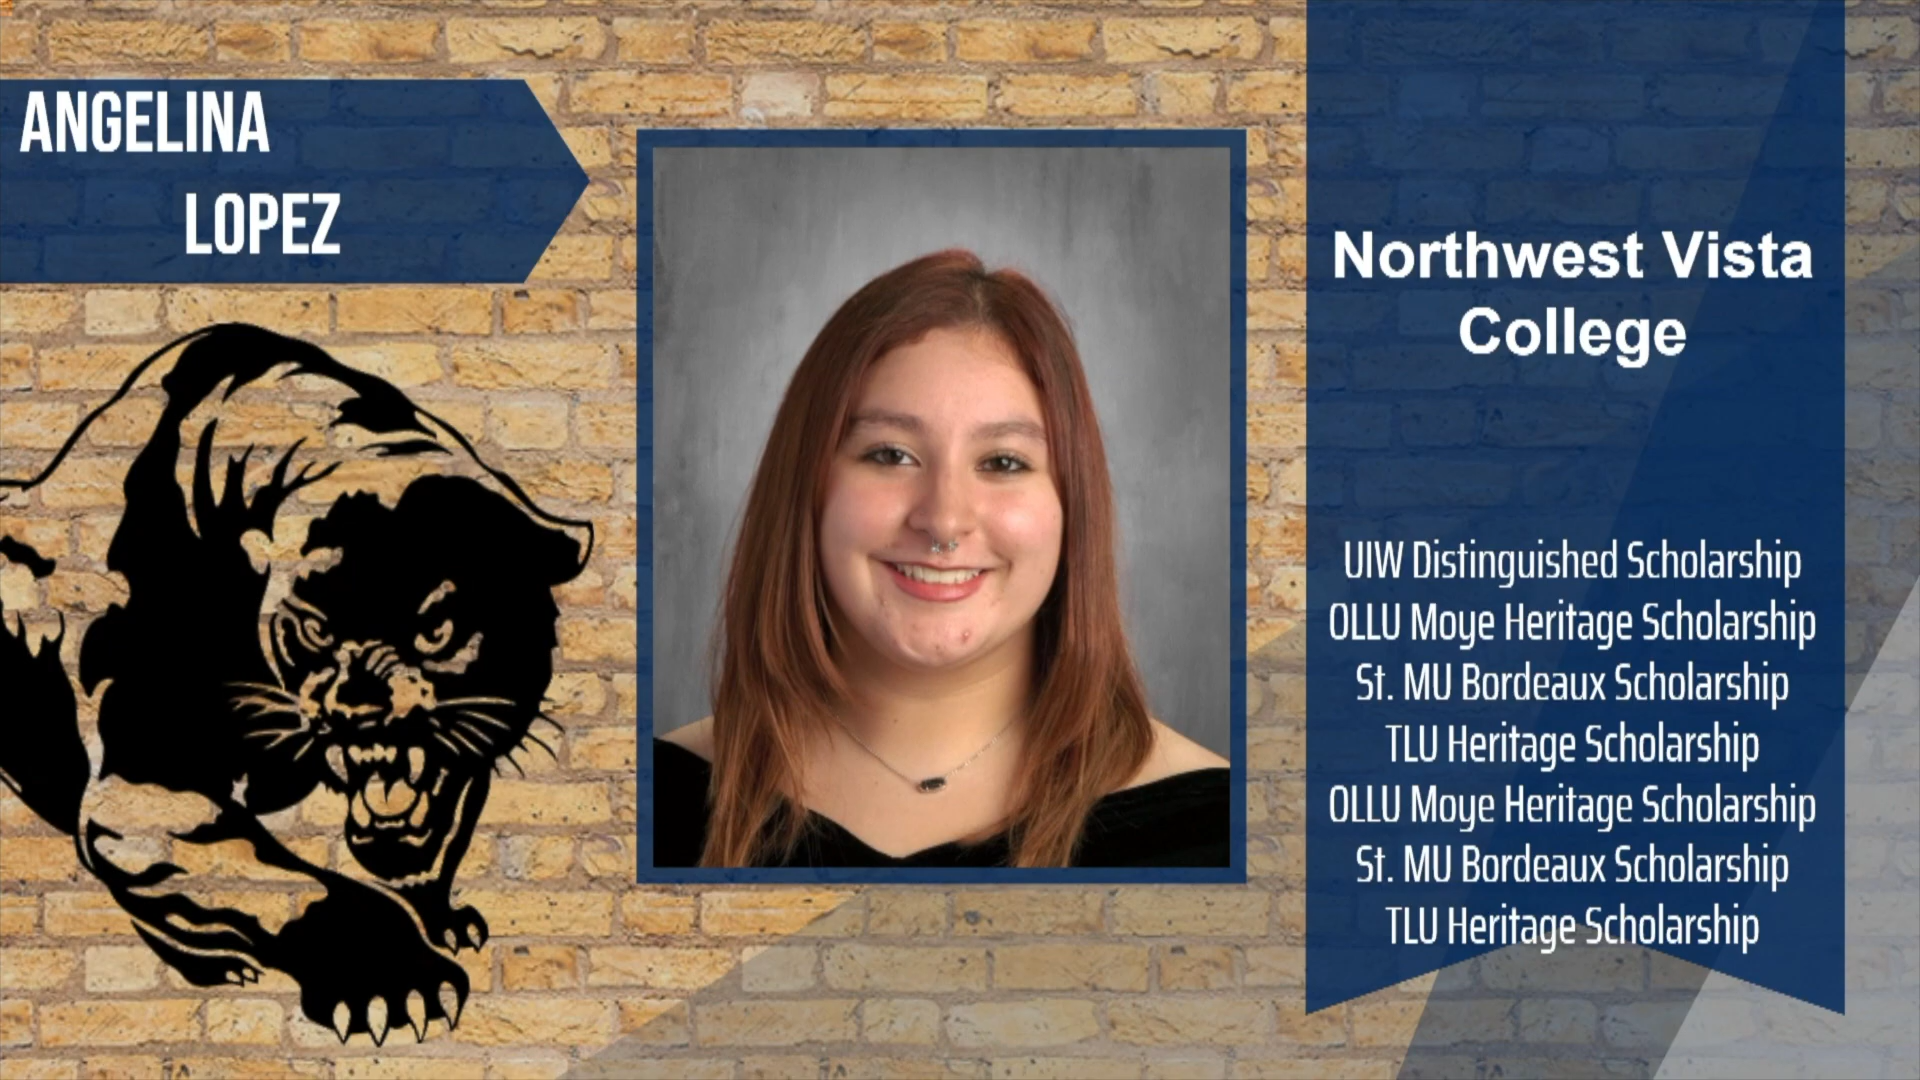 ANGELINA
LOPEZ
Northwest Vista
College
UIW Distinguished Scholarship
OLLU Moye Heritage Scholarship
St. MU Bordeaux Scholarship
TLU Heritage Scholarship
OLLU Moye Heritage Scholarship
St. MU Bordeaux Scholarship
TLU Heritage Scholarship